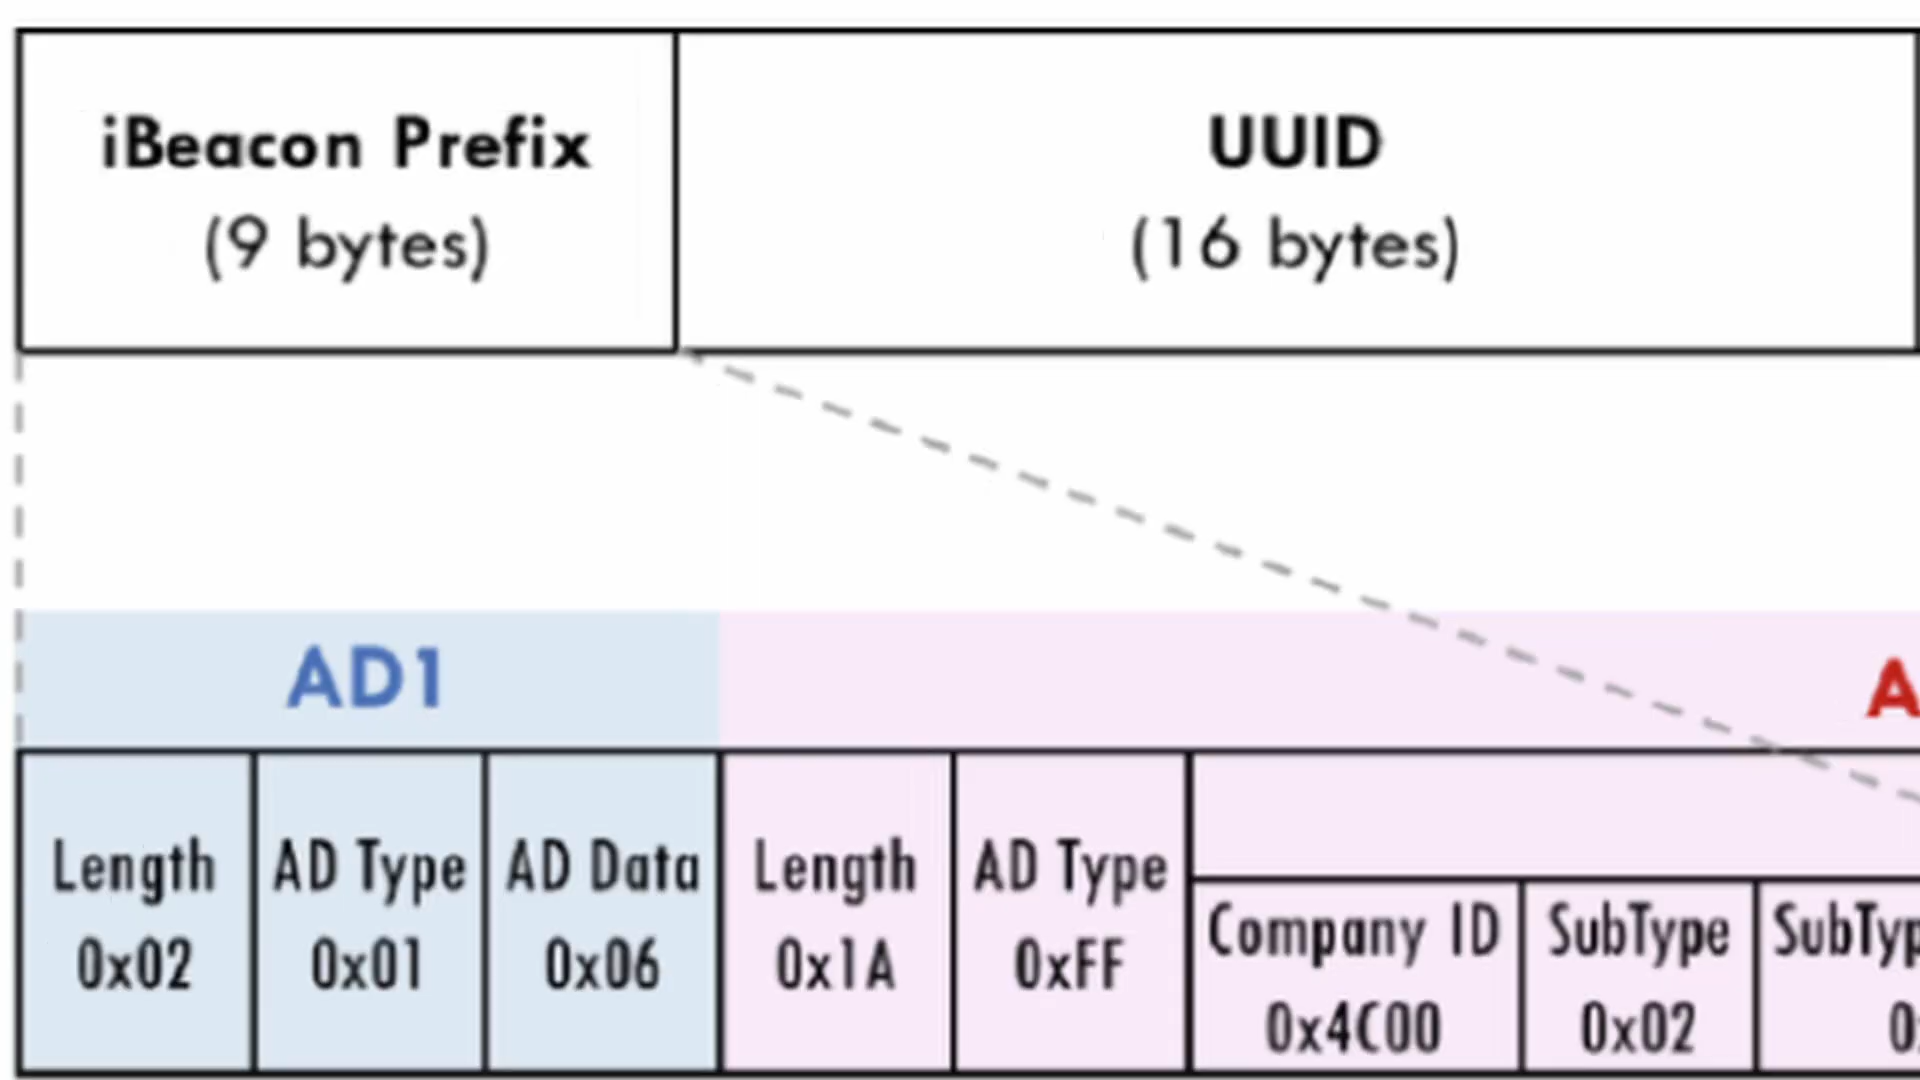 iBeacon Prefix
(9 bytes)
UUID
(16 bytes)
AD1
A
Length
0x02
AD Type
0x01
AD Data
0x06
Length
0x1A
AD Type
0xFF
Company ID
0x4C00
SubType
0x02